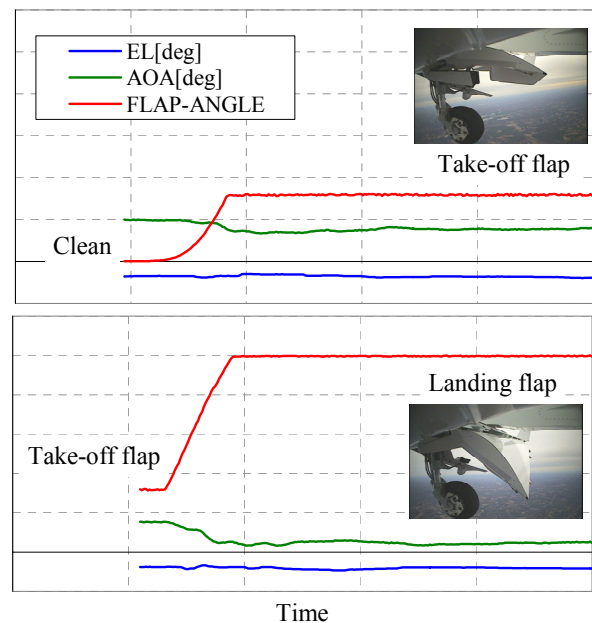 EL[deg]
AOA[deg]
FLAP-ANGLE
Take-off flap
Clean
Landing flap
Take-off flap
Time